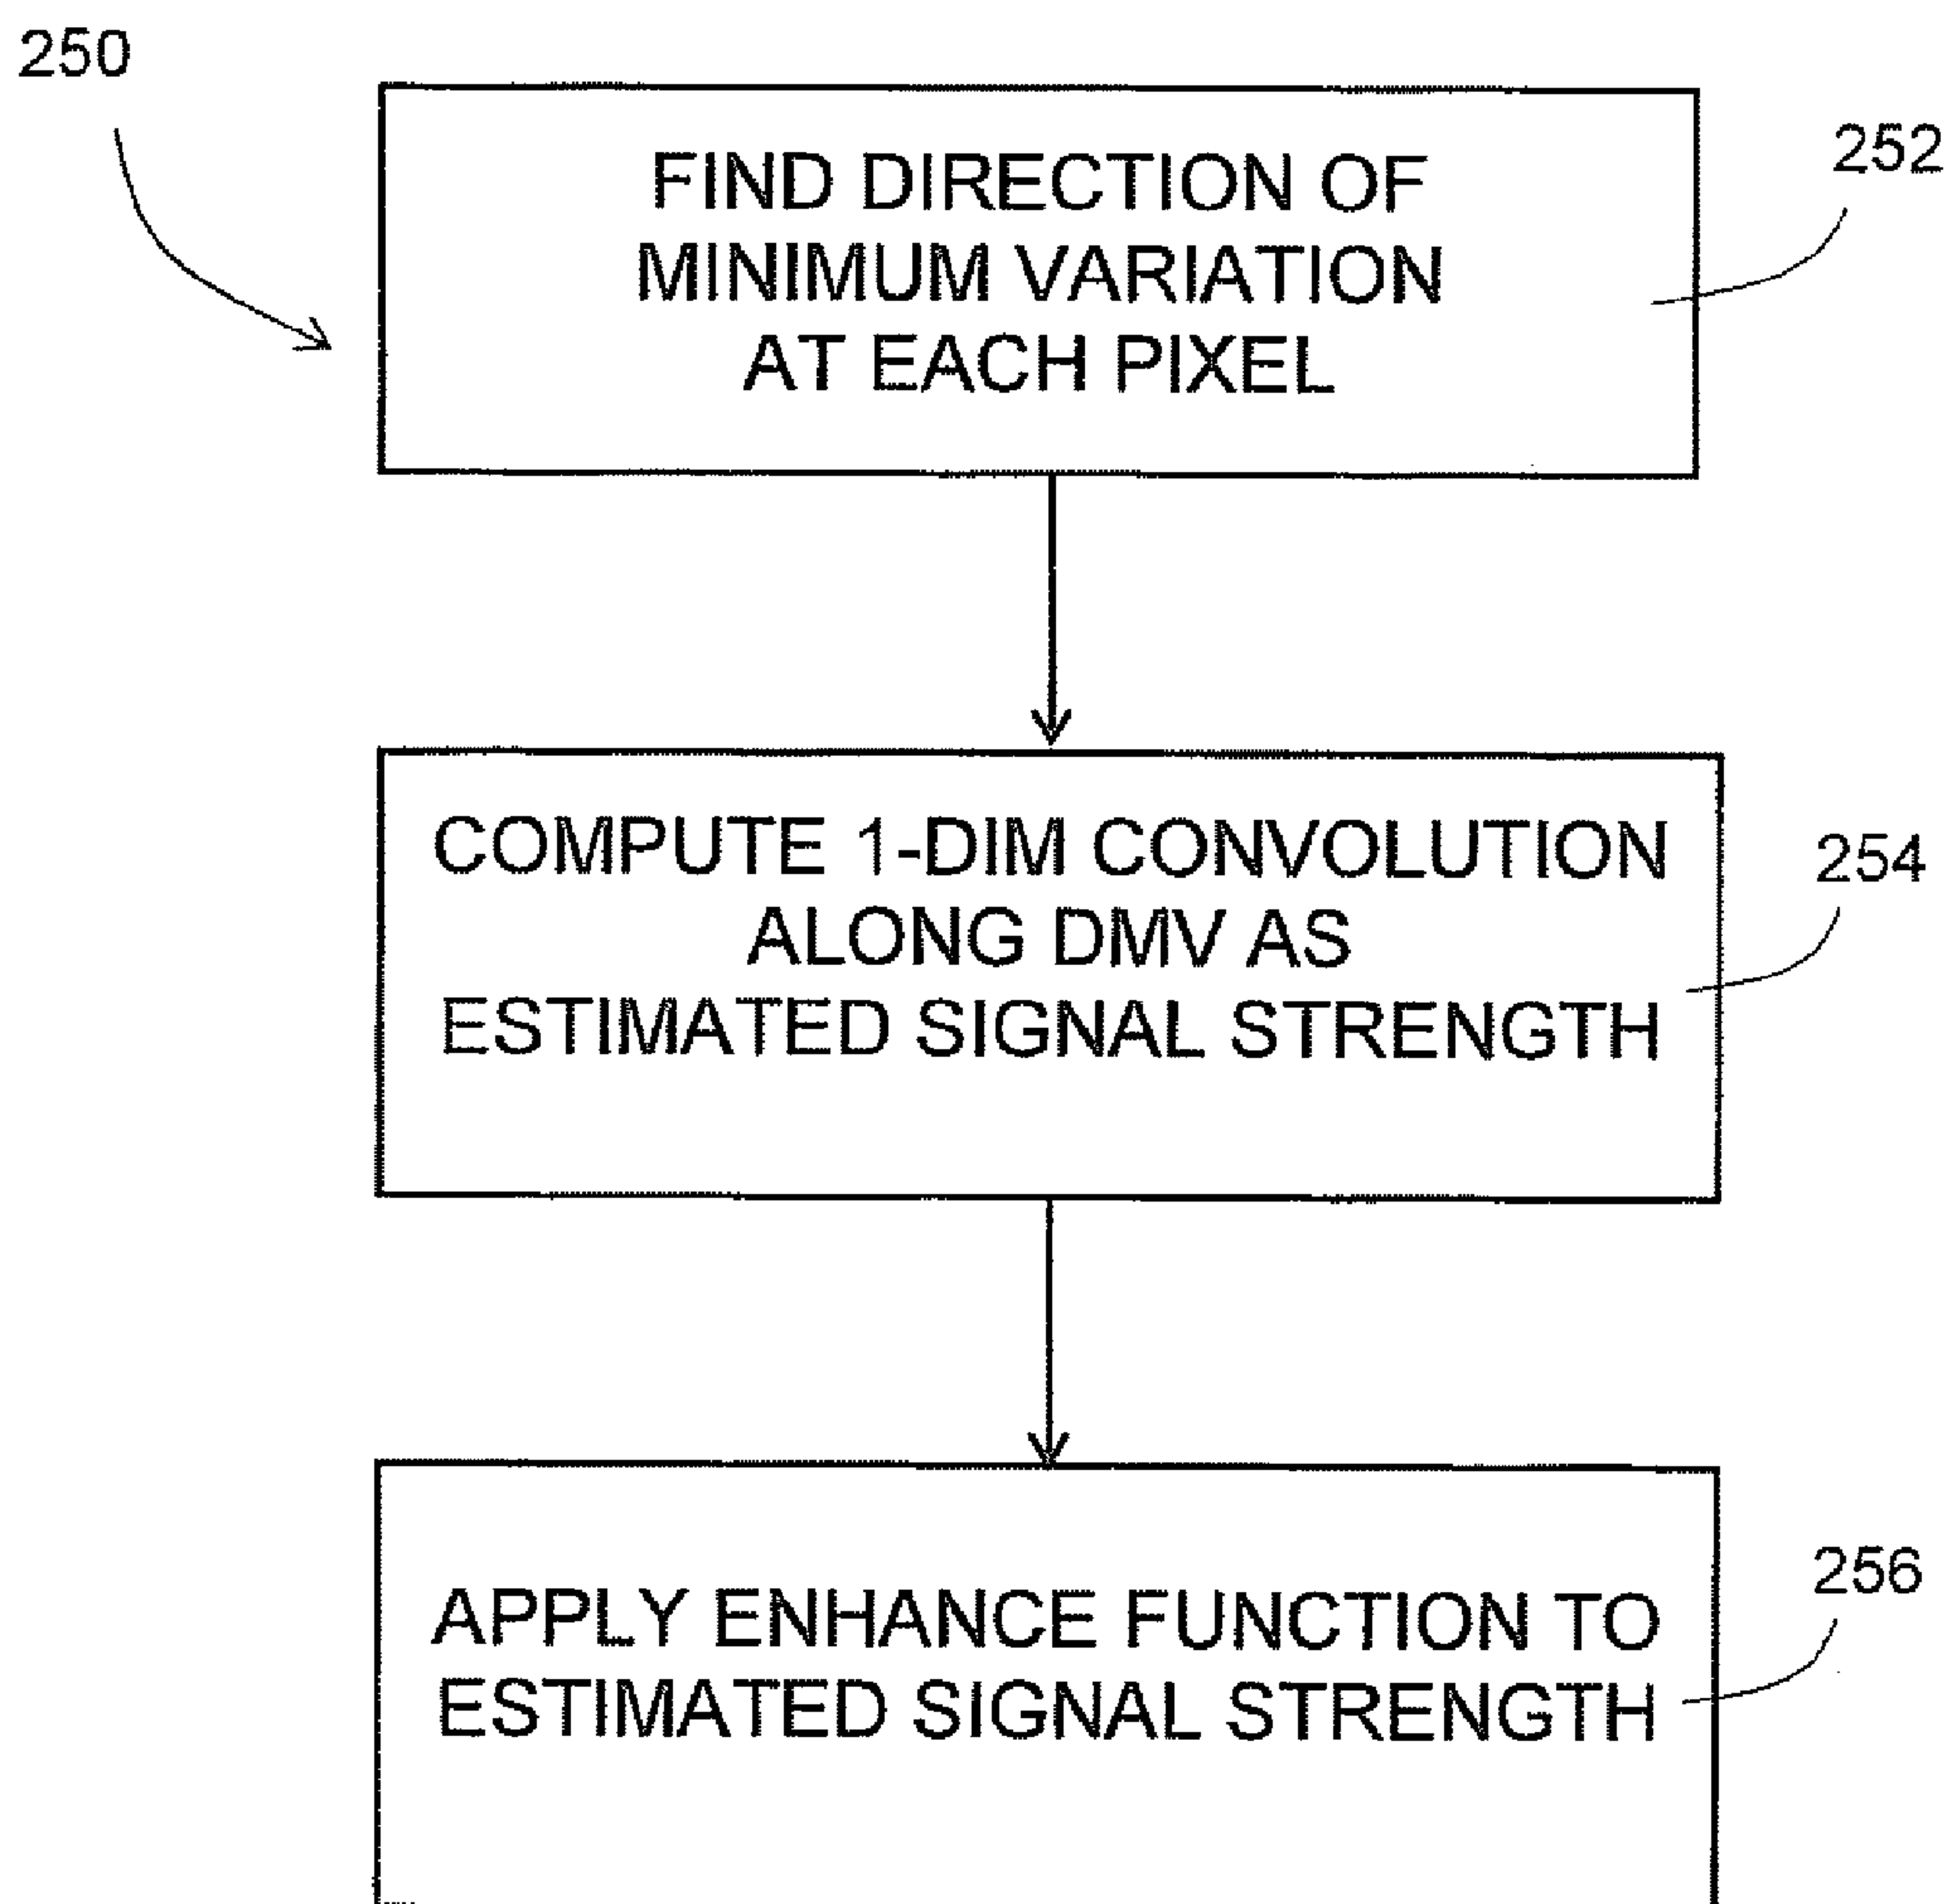 250
FIND DIRECTION OF
MINIMUM VARIATION
AT EACH PIXEL
252
COMPUTE 1-DIM CONVOLUTION
ALONG DMV AS
ESTIMATED SIGNAL STRENGTH
254
APPLY ENHANCE FUNCTION TO
ESTIMATED SIGNAL STRENGTH
256